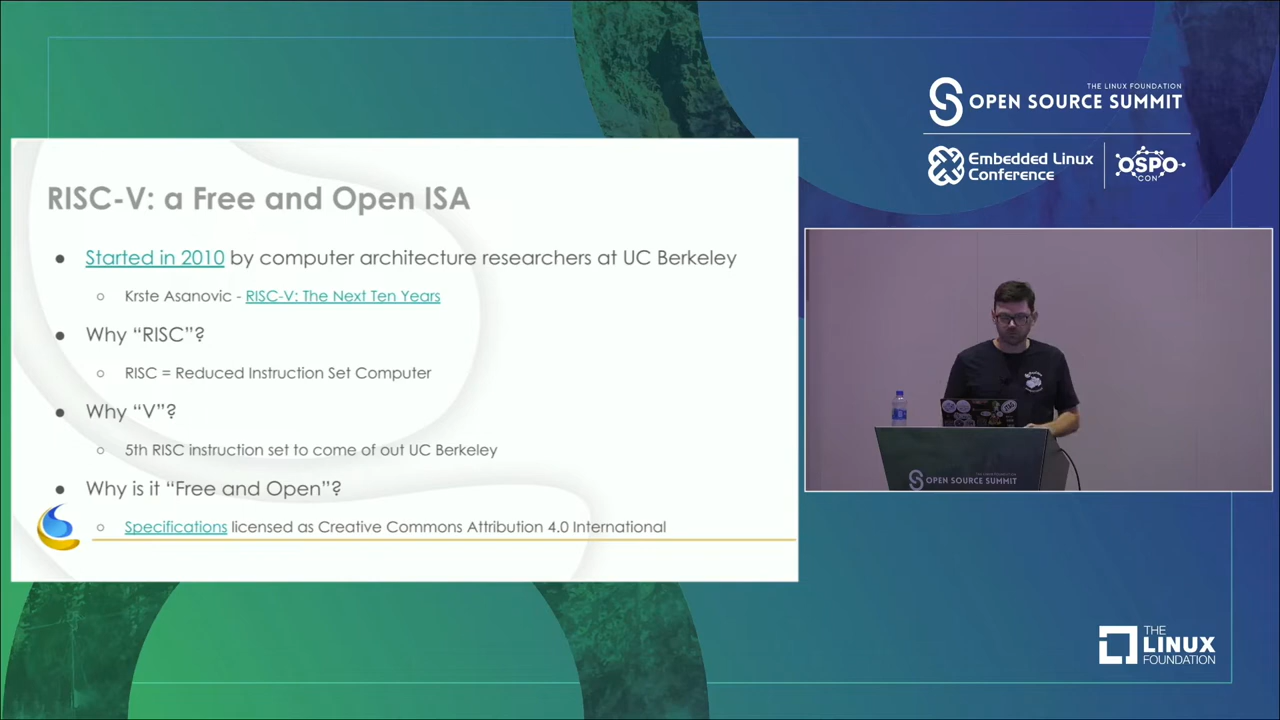 RISC-V: a Free and Open ISA
● Started in 2010 by computer architecture researchers at UC Berkeley
○ Krste Asanovic - RISC-V: The Next Ten Years
● Why “RISC”?
○ RISC = Reduced Instruction Set Computer
● Why “V”?
○ 5th RISC instruction set to come of out UC Berkeley
● Why is it “Free and Open”?
○ Specifications licensed as Creative Commons Attribution 4.0 International
THE LINUX FOUNDATION
OPEN SOURCE SUMMIT
Embedded Linux
Conference
OSPO
CON
OPEN SOURCE SUMMIT
THE
LINUX
FOUNDATION